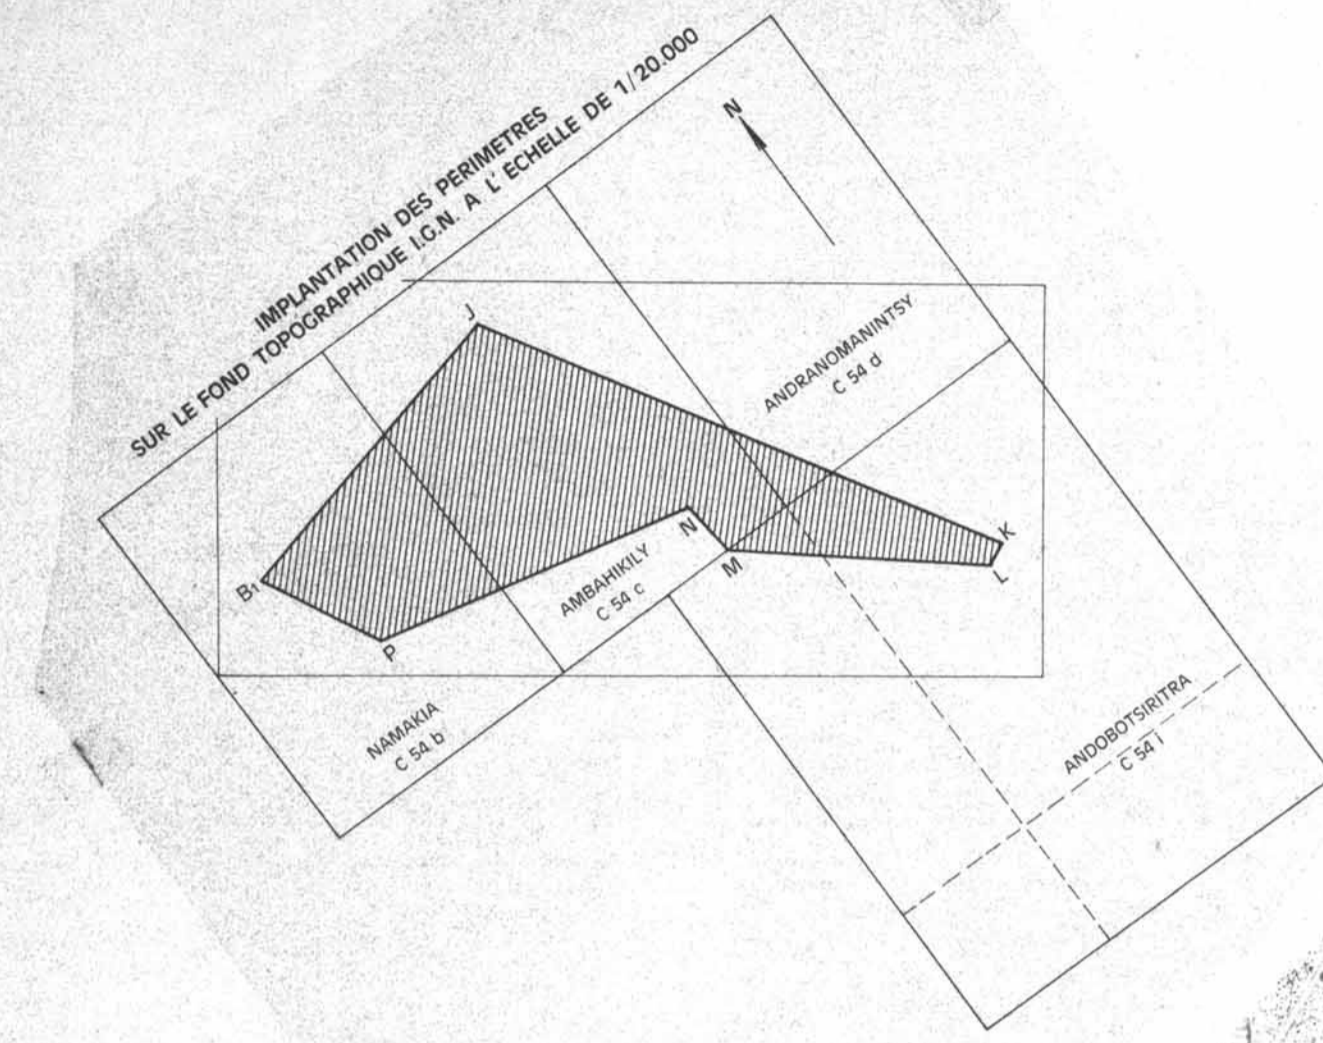 IMPLANTATION DES PERIMETRES
SUR LE FOND TOPOGRAPHIQUE I.G.N. A L'ECHELLE DE 1/20.000
N
J
ANDRANOMANINTSY
C 54 d
B1
P
N
M
K
L
AMBAHIKILY
C 54 c
NAMAKIA
C 54 b
ANDOBOTSIRITRA
C 54 i